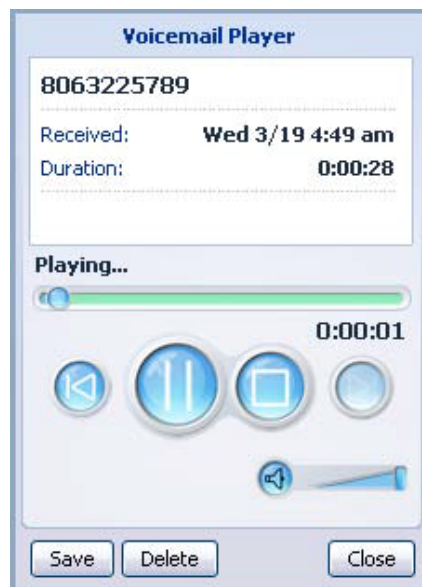 Voicemail Player
8063225789
Received: Wed 3/19 4:49 am
Duration: 0:00:28
Playing...
0:00:01
Save Delete Close